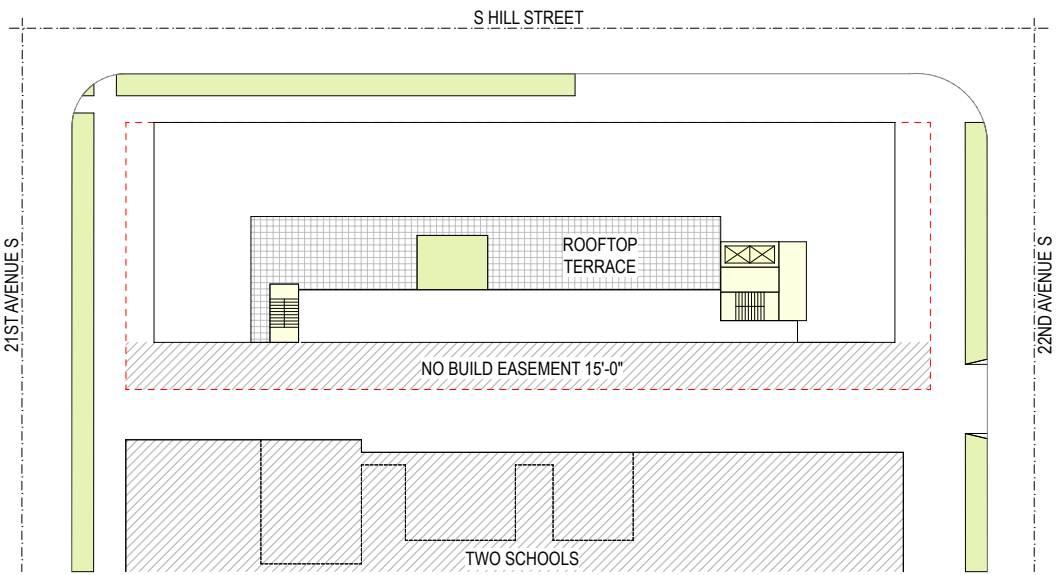 S HILL STREET
21ST AVENUE S
22ND AVENUE S
ROOFTOP
TERRACE
NO BUILD EASEMENT 15'-0"
TWO SCHOOLS